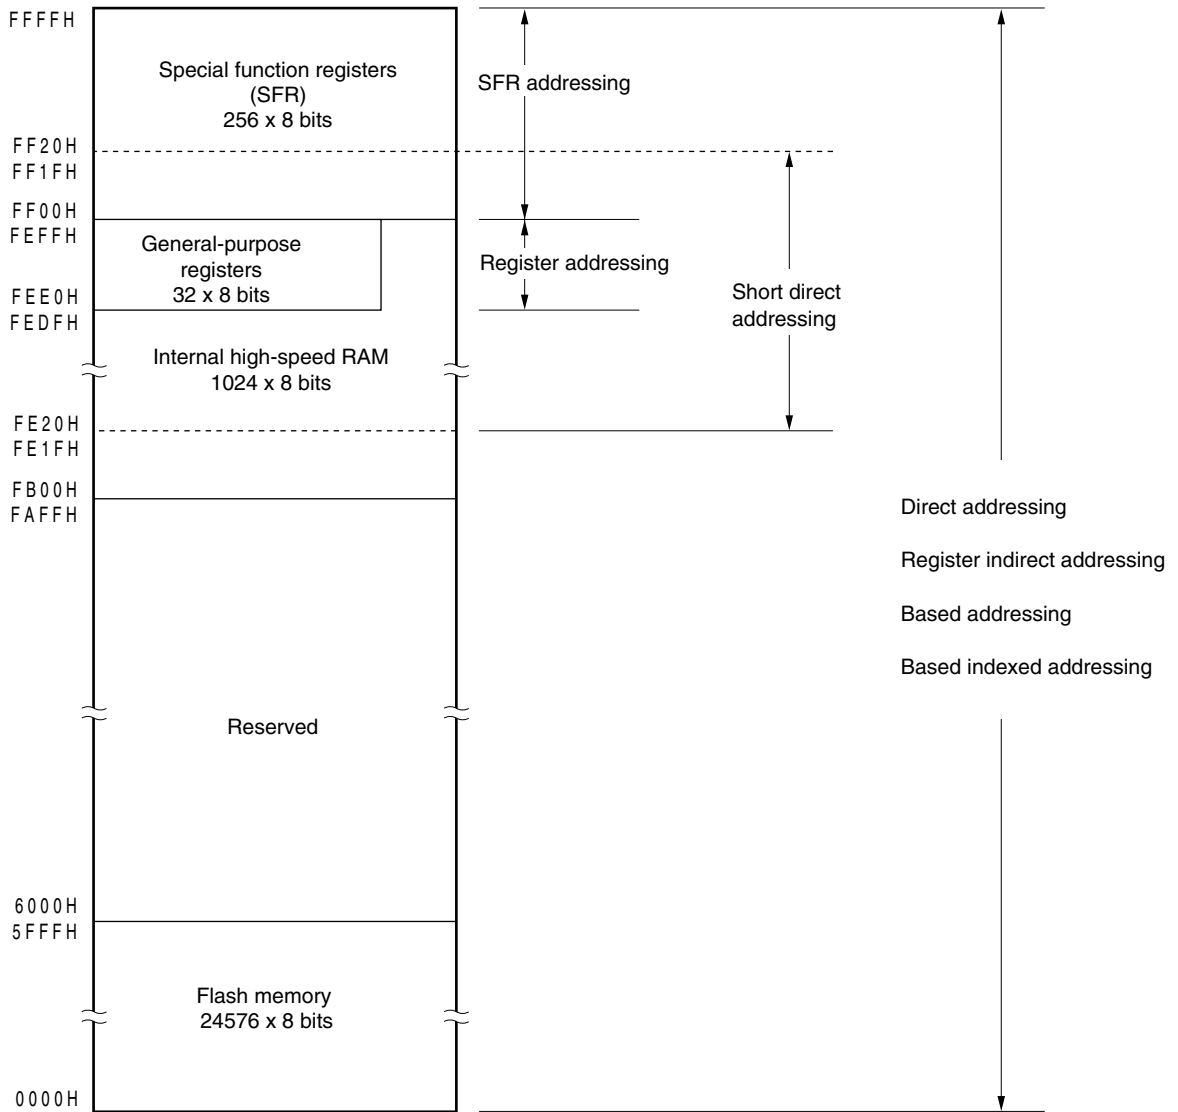 FFFFH
Special function registers
(SFR)
256 x 8 bits
SFR addressing
FF20H
FF1FH
FF00H
FEFFH
General-purpose
registers
32 x 8 bits
Register addressing
FEE0H
FEDFH
Short direct
addressing
Internal high-speed RAM
1024 x 8 bits
FE20H
FE1FH
FB00H
FAFFH
Direct addressing
Register indirect addressing
Based addressing
Based indexed addressing
Reserved
6000H
5FFFH
Flash memory
24576 x 8 bits
0000H